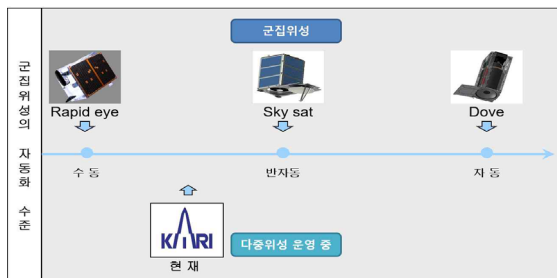 군집위성의 자동화 수준
군집위성
Rapid eye
Sky sat
Dove
수 동
반자동
자 동
KARI
다중위성 운영 중
현 재